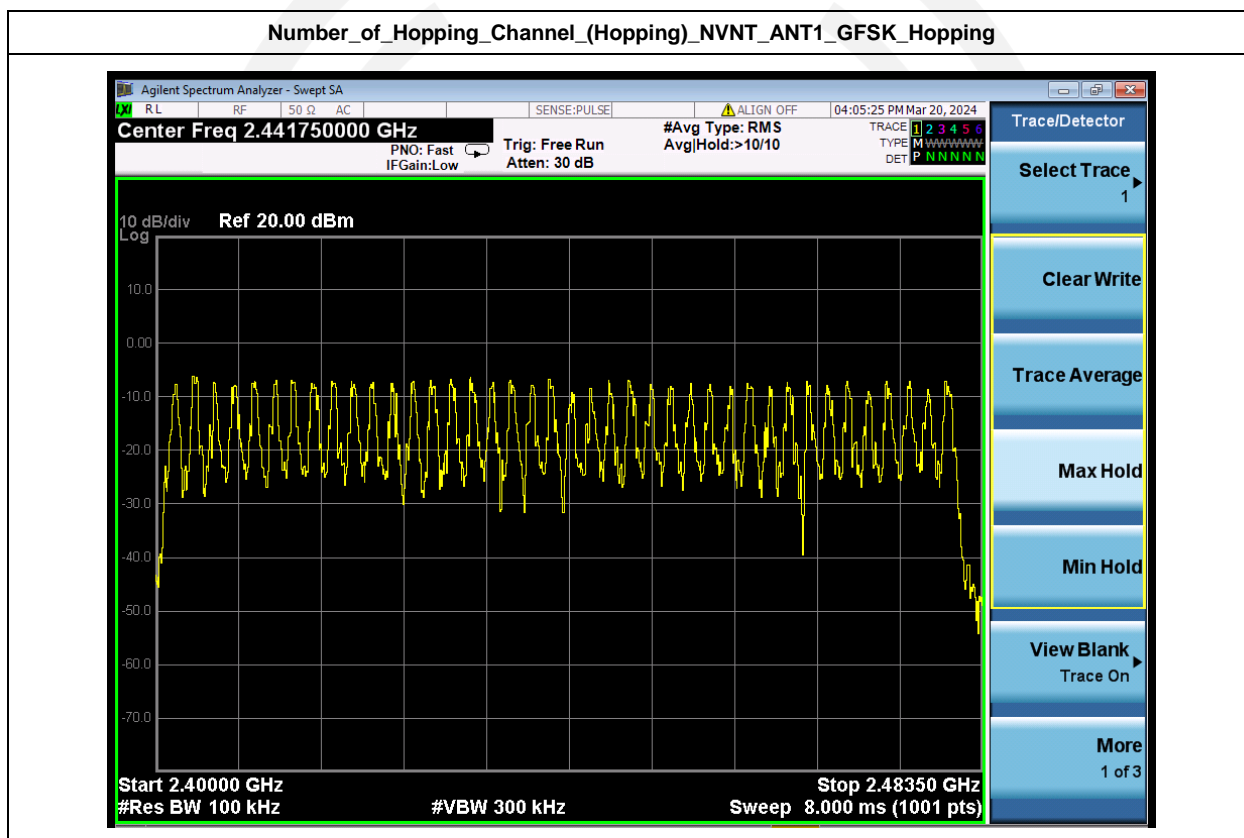 Number_of_Hopping_Channel_(Hopping)_NVNT_ANT1_GFSK_Hopping
Agilent Spectrum Analyzer - Swept SA
LXI RL RF 50 Ω AC SENSE:PULSE ALIGN OFF 04:05:25 PM Mar 20, 2024
Center Freq 2.441750000 GHz
PNO: Fast
IFGain:Low
Trig: Free Run
Atten: 30 dB
#Avg Type: RMS
Avg|Hold:>10/10
TRACE 1 2 3 4 5 6
TYPE M WWWWW
DET P N N N N N
Trace/Detector
Select Trace
1
10 dB/div Ref 20.00 dBm
Log
10.0
0.00
-10.0
-20.0
-30.0
-40.0
-50.0
-60.0
-70.0
Clear Write
Trace Average
Max Hold
Min Hold
View Blank
Trace On
More
1 of 3
Start 2.40000 GHz Stop 2.48350 GHz
#Res BW 100 kHz #VBW 300 kHz Sweep 8.000 ms (1001 pts)